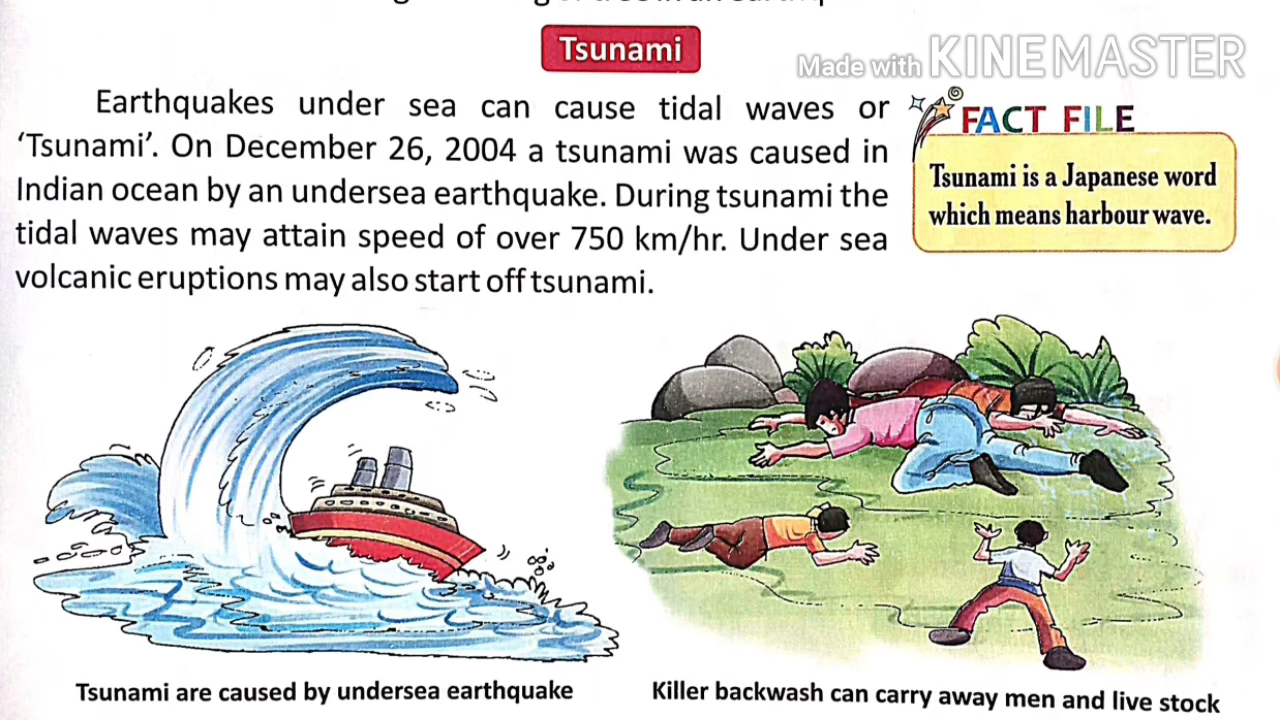 Tsunami
Made with KINEMASTER
Earthquakes under sea can cause tidal waves or
‘Tsunami’. On December 26, 2004 a tsunami was caused in
Indian ocean by an undersea earthquake. During tsunami the
tidal waves may attain speed of over 750 km/hr. Under sea
volcanic eruptions may also start off tsunami.
FACT FILE
Tsunami is a Japanese word
which means harbour wave.
Tsunami are caused by undersea earthquake
Killer backwash can carry away men and live stock